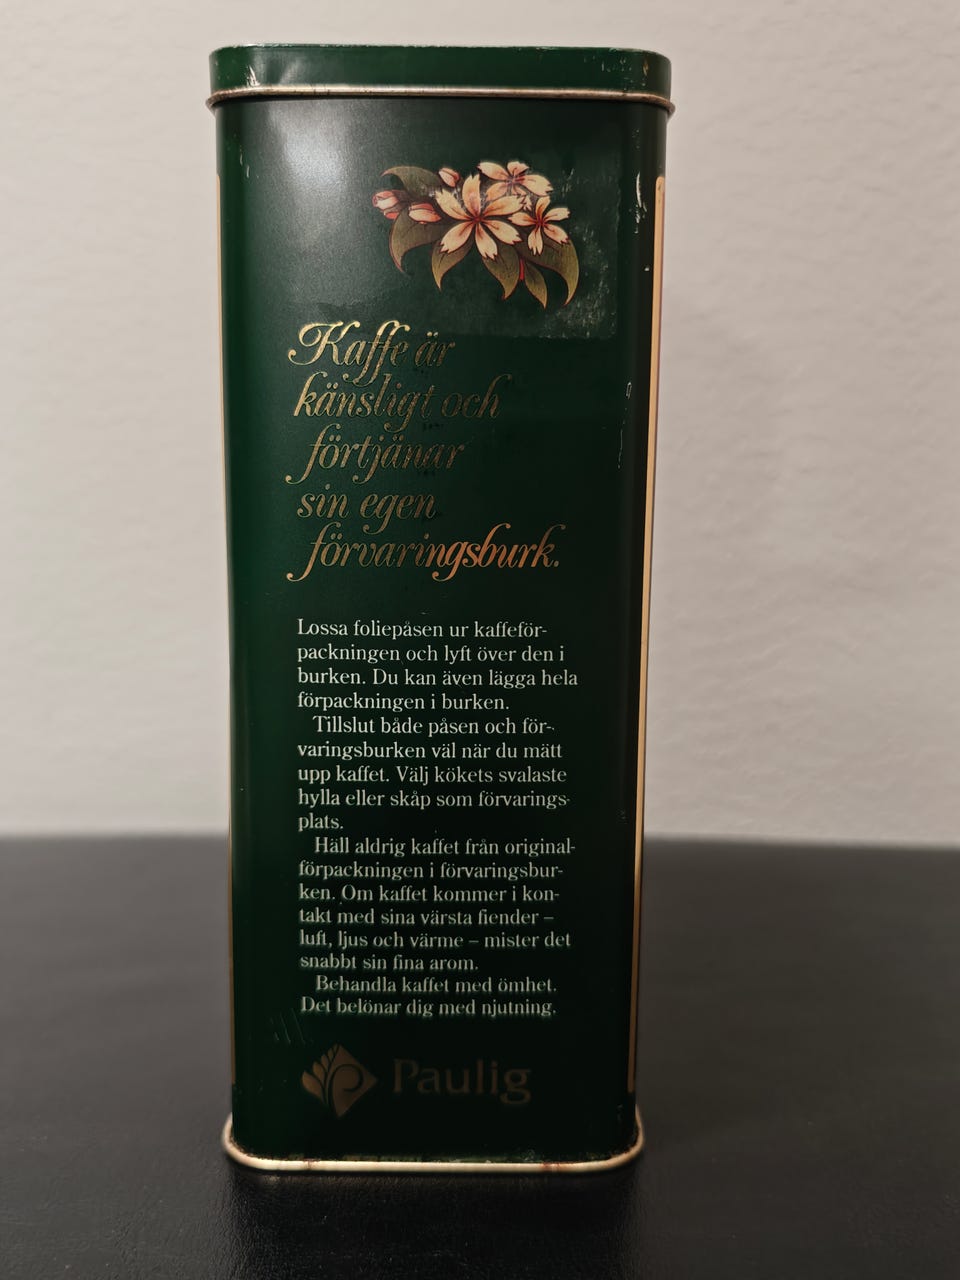 Kaffe är
känsligt och
förtjänar
sin egen
förvaringsburk.
Lossa foliepåsen ur kaffeför-
packningen och lyft över den i
burken. Du kan även lägga hela
förpackningen i burken.
Tillslut både påsen och för-
varingsburken väl när du mätt
upp kaffet. Välj kökets svalaste
hylla eller skåp som förvarings-
plats.
Häll aldrig kaffet från original-
förpackningen i förvaringsbur-
ken. Om kaffet kommer i kon-
takt med sina värsta fiender –
luft, ljus och värme – mister det
snabbt sin fina arom.
Behandla kaffet med ömhet.
Det belönar dig med njutning.
Paulig